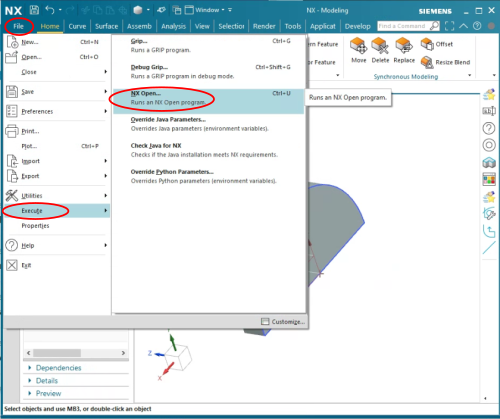 NX Window NX - Modeling SIEMENS
File Home Curve Surface Assemb Analysis View Selection Render Tools Applicat Develop Find a Command
New... Ctrl+N
Open... Ctrl+O
Close
Save
Preferences
Print...
Plot... Ctrl+P
Import
Export
Utilities
Execute
Properties
Help
Exit
Grip... Ctrl+G
Runs a GRIP program.
Debug Grip... Ctrl+Shift+G
Runs a GRIP program in debug mode.
NX Open... Ctrl+U
Runs an NX Open program.
Override Java Parameters...
Overrides Java parameters (environment variables).
Check Java for NX
Checks if the Java installation meets NX requirements.
Override Python Parameters...
Overrides Python parameters (environment variables).
Customize...
Runs an NX Open program.
ern Feature
or Feature
Move Delete Replace
Offset
Resize Blend
Synchronous Modeling
Z
Y
X
Dependencies
Details
Preview
Select objects and use MB3, or double-click an object